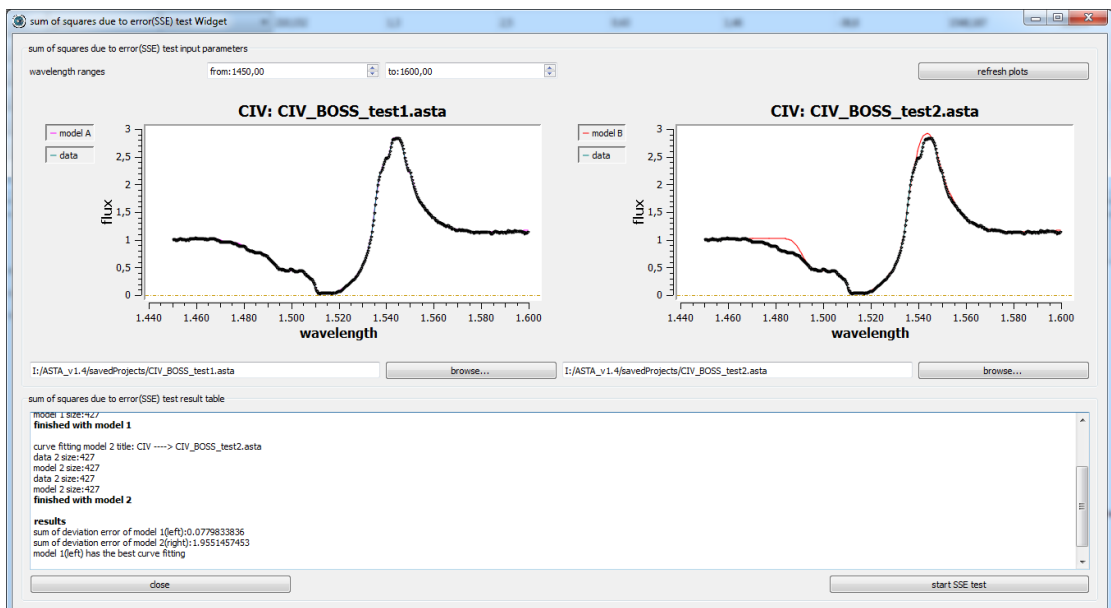 sum of squares due to error(SSE) test Widget
sum of squares due to error(SSE) test input parameters
wavelength ranges from:1450,00 to:1600,00 refresh plots
CIV: CIV_BOSS_test1.asta
model A
data
flux
3
2,5
2
1,5
1
0,5
0
1.440 1.460 1.480 1.500 1.520 1.540 1.560 1.580 1.600
wavelength
CIV: CIV_BOSS_test2.asta
model B
data
flux
3
2,5
2
1,5
1
0,5
0
1.440 1.460 1.480 1.500 1.520 1.540 1.560 1.580 1.600
wavelength
I:/ASTA_v1.4/savedProjects/CIV_BOSS_test1.asta browse... I:/ASTA_v1.4/savedProjects/CIV_BOSS_test2.asta browse...
sum of squares due to error(SSE) test result table
model 1 size:427
finished with model 1
curve fitting model 2 title: CIV ----> CIV_BOSS_test2.asta
data 2 size:427
model 2 size:427
data 2 size:427
model 2 size:427
finished with model 2
results
sum of deviation error of model 1(left):0.0779833836
sum of deviation error of model 2(right):1.9551457453
model 1(left) has the best curve fitting
close start SSE test